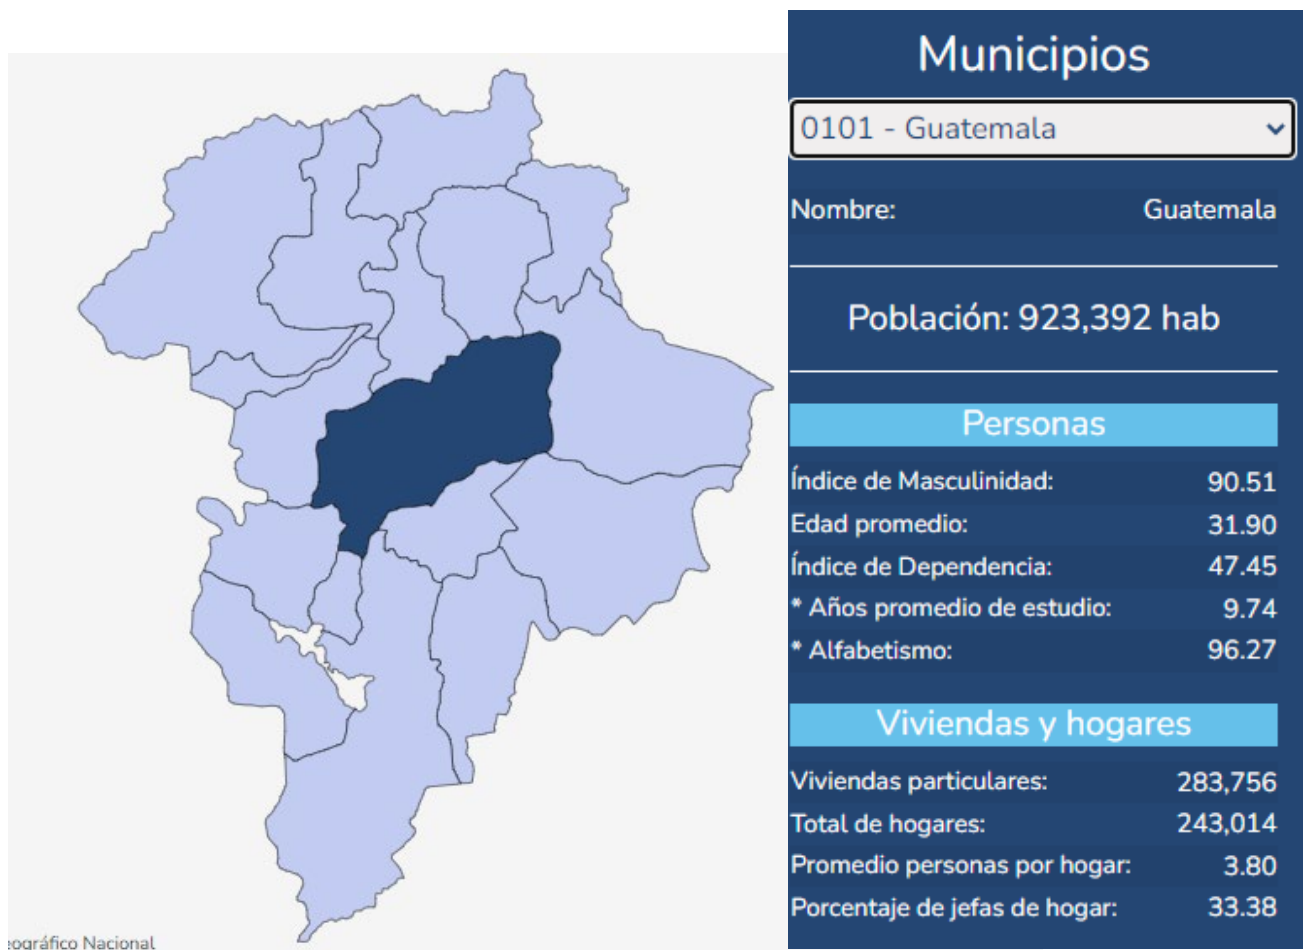 Municipios
0101 - Guatemala
Nombre: Guatemala
Población: 923,392 hab
Personas
Índice de Masculinidad: 90.51
Edad promedio: 31.90
Índice de Dependencia: 47.45
* Años promedio de estudio: 9.74
* Alfabetismo: 96.27
Viviendas y hogares
Viviendas particulares: 283,756
Total de hogares: 243,014
Promedio personas por hogar: 3.80
Porcentaje de jefas de hogar: 33.38
eográfico Nacional